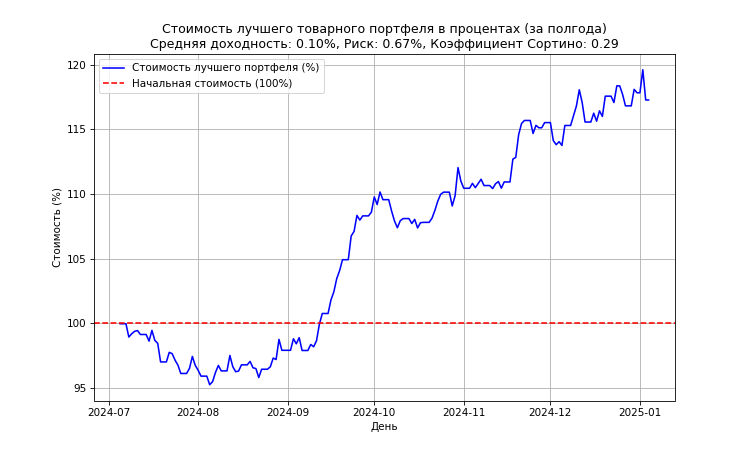 Стоимость лучшего товарного портфеля в процентах (за полгода)
Средняя доходность: 0.10%, Риск: 0.67%, Коэффициент Сортино: 0.29
Стоимость лучшего портфеля (%)
Начальная стоимость (100%)
Стоимость (%)
120
115
110
105
100
95
2024-07
2024-08
2024-09
2024-10
2024-11
2024-12
2025-01
День